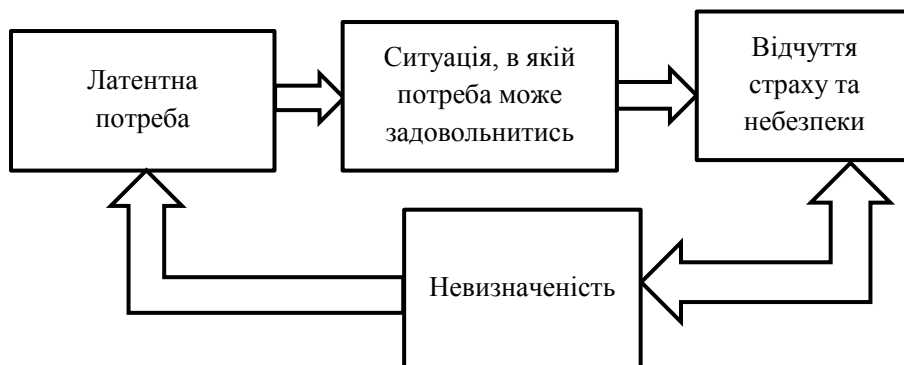 Латентна
потреба
Ситуація, в якій
потреба може
задовольнитись
Відчуття
страху та
небезпеки
Невизначеність